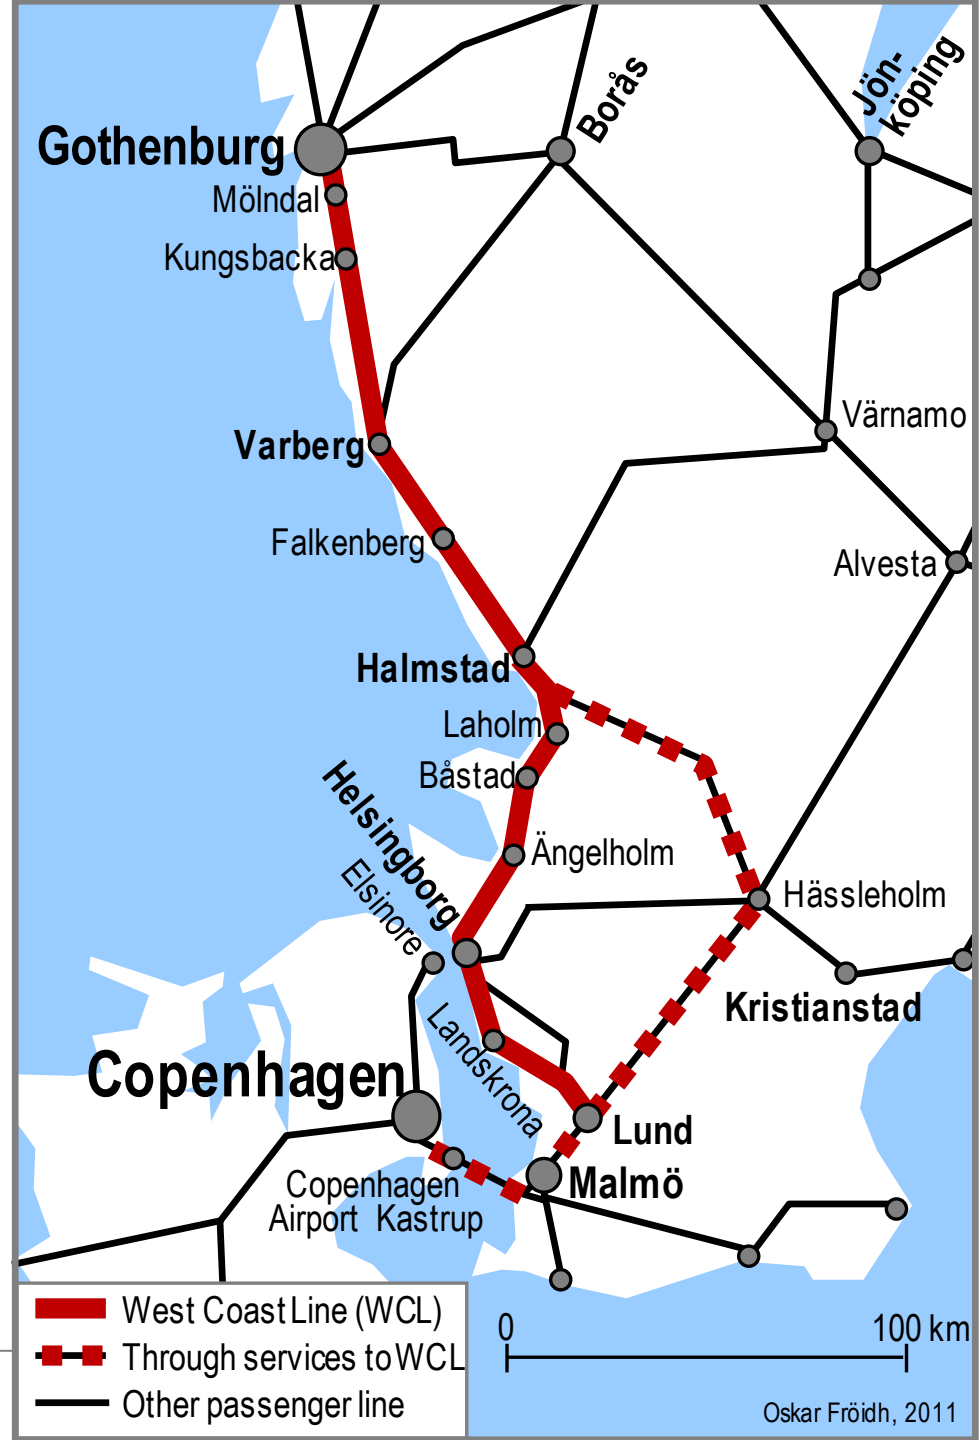 Jön-
köping
Borås
Gothenburg
Mölndal
Kungsbacka
Värnamo
Varberg
Falkenberg
Alvesta
Halmstad
Laholm
Båstad
Helsingborg
Ängelholm
Elsinore
Hässleholm
Kristianstad
Landskrona
Copenhagen
Lund
Malmö
Copenhagen
Airport Kastrup
West Coast Line (WCL)
Through services to WCL
Other passenger line
0
100 km
Oskar Fröidh, 2011